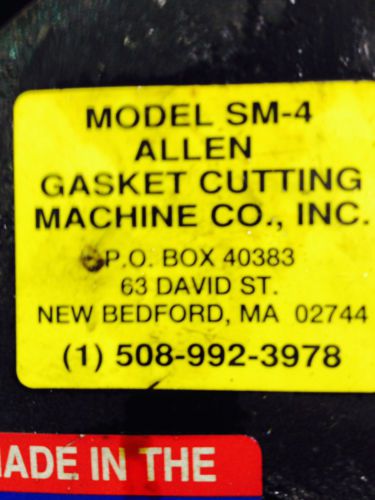 MODEL SM-4
ALLEN
GASKET CUTTING
MACHINE CO., INC.
P.O. BOX 40383
63 DAVID ST.
NEW BEDFORD, MA 02744
(1) 508-992-3978
MADE IN THE